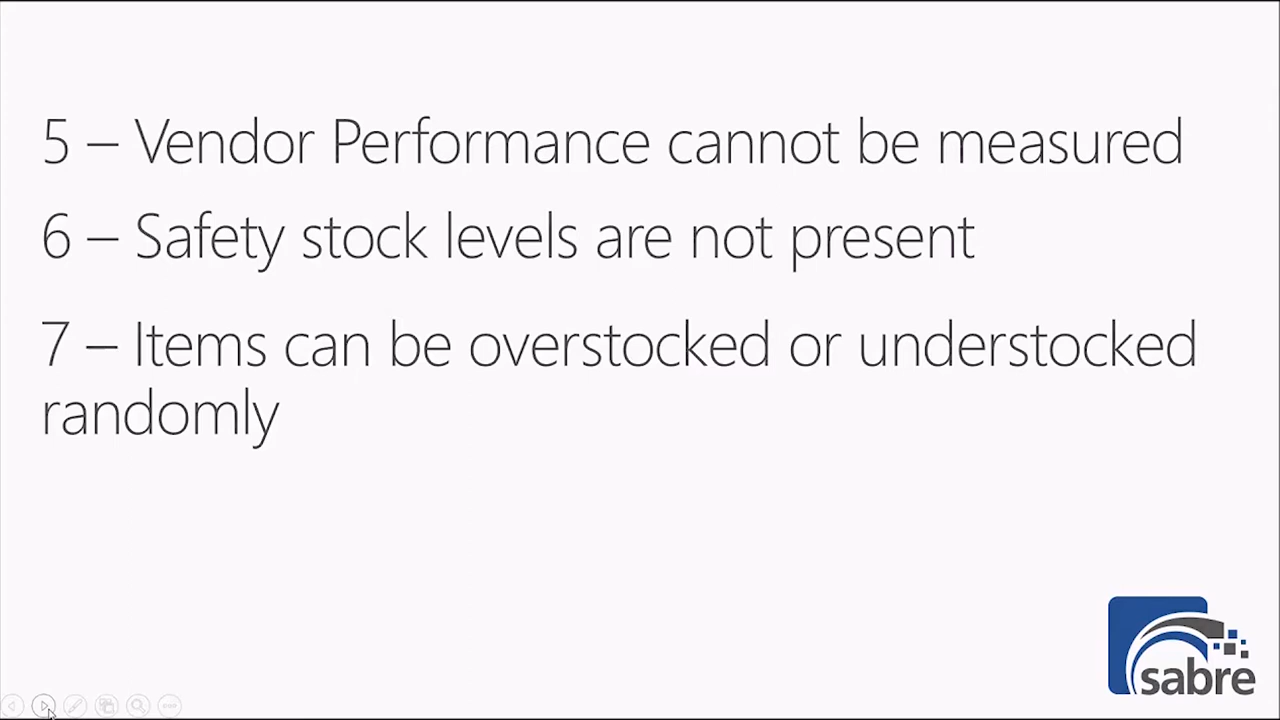 5 – Vendor Performance cannot be measured
6 – Safety stock levels are not present
7 – Items can be overstocked or understocked
randomly
sabre